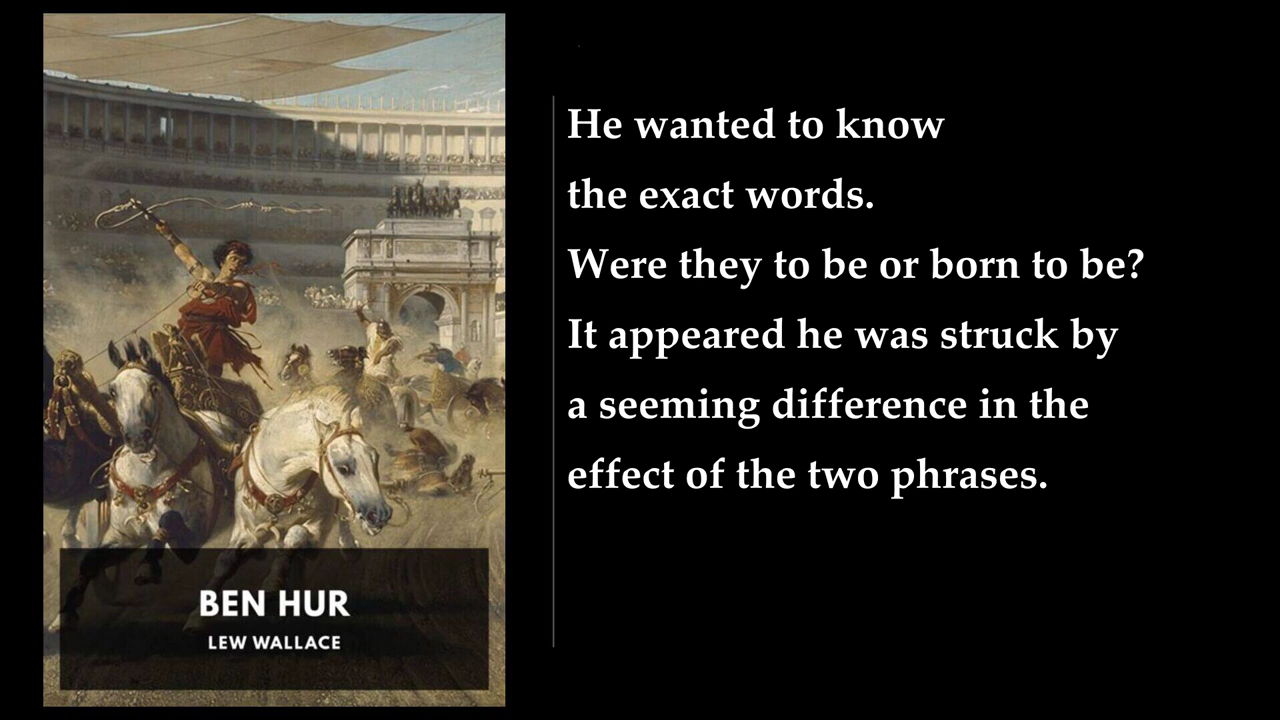 BEN HUR
LEW WALLACE
He wanted to know
the exact words.
Were they to be or born to be?
It appeared he was struck by
a seeming difference in the
effect of the two phrases.